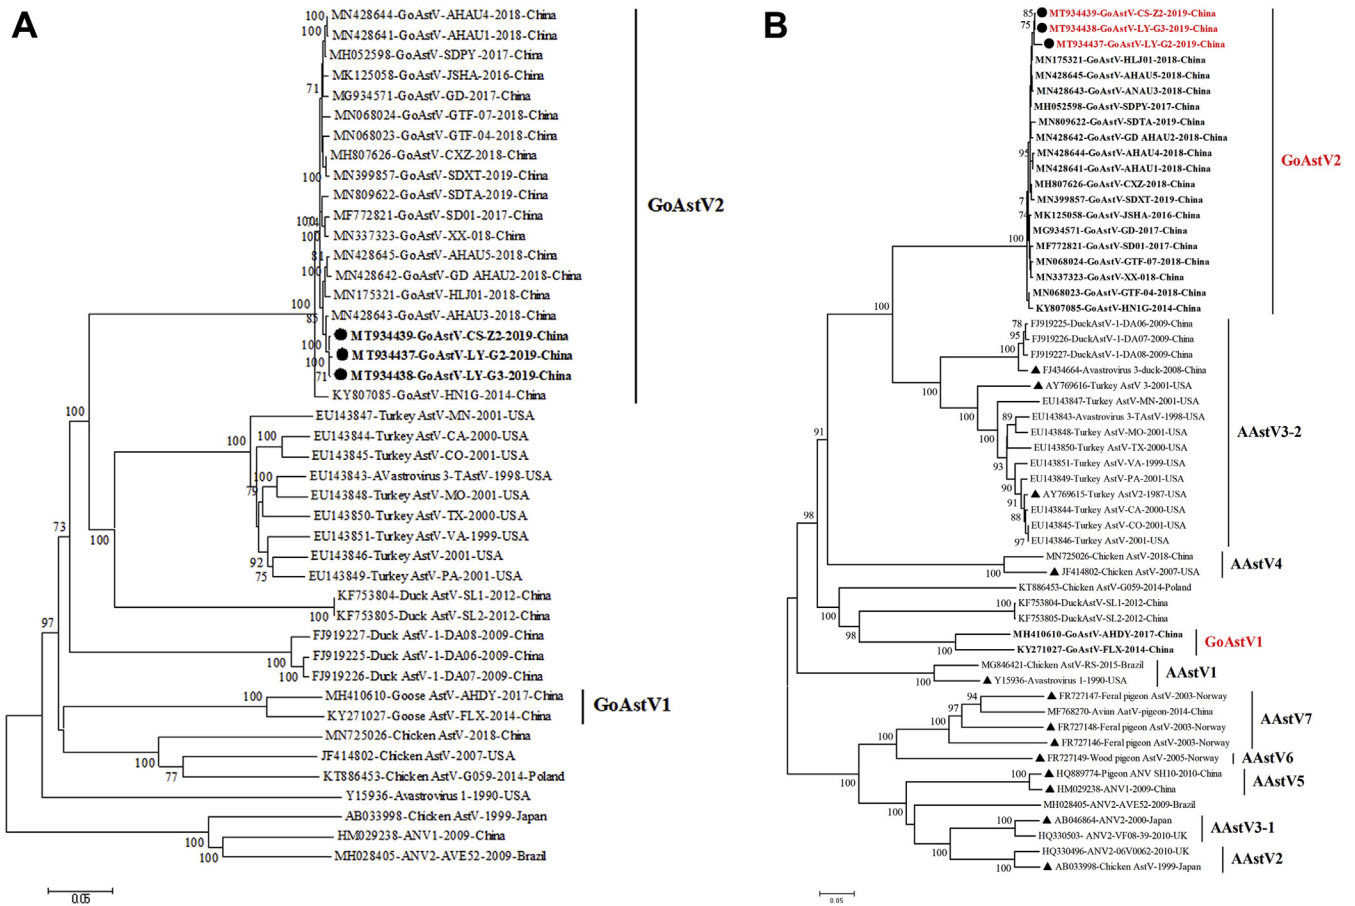 A
100
MN428644-GoAstV-AHAU4-2018-China
100
MN428641-GoAstV-AHAU1-2018-China
MH052598-GoAstV-SDPY-2017-China
MK125058-GoAstV-JSHA-2016-China
71
MG934571-GoAstV-GD-2017-China
MN068024-GoAstV-GTF-07-2018-China
MN068023-GoAstV-GTF-04-2018-China
MH807626-GoAstV-CXZ-2018-China
100
MN399857-GoAstV-SDXT-2019-China
MN809622-GoAstV-SDTA-2019-China
MF772821-GoAstV-SD01-2017-China
100
MN337323-GoAstV-XX-018-China
81
MN428645-GoAstV-AHAU5-2018-China
100
MN428642-GoAstV-GD AHAU2-2018-China
MN175321-GoAstV-HLJ01-2018-China
100
85
MN428643-GoAstV-AHAU3-2018-China
MT934439-GoAstV-CS-Z2-2019-China
100
MT934437-GoAstV-LY-G2-2019-China
100
71
MT934438-GoAstV-LY-G3-2019-China
KY807085-GoAstV-HN1G-2014-China
GoAstV2
100
EU143847-Turkey AstV-MN-2001-USA
100
100
EU143844-Turkey AstV-CA-2000-USA
EU143845-Turkey AstV-CO-2001-USA
100
EU143843-AVastrovirus 3-TAstV-1998-USA
79
EU143848-Turkey AstV-MO-2001-USA
EU143850-Turkey AstV-TX-2000-USA
73
100
EU143851-Turkey AstV-VA-1999-USA
92
EU143846-Turkey AstV-2001-USA
75
EU143849-Turkey AstV-PA-2001-USA
KF753804-Duck AstV-SL1-2012-China
100
KF753805-Duck AstV-SL2-2012-China
97
FJ919227-Duck AstV-1-DA08-2009-China
100
FJ919225-Duck AstV-1-DA06-2009-China
100
FJ919226-Duck AstV-1-DA07-2009-China
100
MH410610-Goose AstV-AHDY-2017-China
KY271027-Goose AstV-FLX-2014-China
GoAstV1
MN725026-Chicken AstV-2018-China
100
JF414802-Chicken AstV-2007-USA
77
KT886453-Chicken AstV-G059-2014-Poland
Y15936-Avastrovirus 1-1990-USA
AB033998-Chicken AstV-1999-Japan
100
HM029238-ANV1-2009-China
100
MH028405-ANV2-AVE52-2009-Brazil
0.05
B
85
MT934439-GoAstV-CS-Z2-2019-China
75
MT934438-GoAstV-LY-G3-2019-China
MT934437-GoAstV-LY-G2-2019-China
MN175321-GoAstV-HLJ01-2018-China
MN428645-GoAstV-AHAU5-2018-China
MN428643-GoAstV-ANAU3-2018-China
MH052598-GoAstV-SDPY-2017-China
MN809622-GoAstV-SDTA-2019-China
MN428642-GoAstV-GD AHAU2-2018-China
95
MN428644-GoAstV-AHAU4-2018-China
MN428641-GoAstV-AHAU1-2018-China
MH807626-GoAstV-CXZ-2018-China
7
MN399857-GoAstV-SDXT-2019-China
74
MK125058-GoAstV-JSHA-2016-China
MG934571-GoAstV-GD-2017-China
100
MF772821-GoAstV-SD01-2017-China
MN068024-GoAstV-GTF-07-2018-China
MN337323-GoAstV-XX-018-China
MN068023-GoAstV-GTF-04-2018-China
KY807085-GoAstV-HN1G-2014-China
GoAstV2
100
78
FJ919225-DuckAstV-1-DA06-2009-China
FJ919226-DuckAstV-1-DA07-2009-China
100
FJ919227-DuckAstV-1-DA08-2009-China
FJ434664-Avastrovirus 3-duck-2008-China
100
AY769616-Turkey AstV 3-2001-USA
EU143847-Turkey AstV-MN-2001-USA
100
89
EU143843-Avastrovirus 3-TAstV-1998-USA
EU143848-Turkey AstV-MO-2001-USA
100
EU143850-Turkey AstV-TX-2000-USA
93
EU143851-Turkey AstV-VA-1999-USA
EU143849-Turkey AstV-PA-2001-USA
90
AY769615-Turkey AstV2-1987-USA
91
EU143844-Turkey AstV-CA-2000-USA
88
EU143845-Turkey AstV-CO-2001-USA
97
EU143846-Turkey AstV-2001-USA
AAstV3-2
91
98
MN725026-Chicken AstV-2018-China
100
JF414802-Chicken AstV-2007-USA
AAstV4
KT886453-Chicken AstV-G059-2014-Poland
100
100
KF753804-DuckAstV-SL1-2012-China
KF753805-DuckAstV-SL2-2012-China
98
MH410610-GoAstV-AHDY-2017-China
100
KY271027-GoAstV-FLX-2014-China
GoAstV1
MG846421-Chicken AstV-RS-2015-Brazil
100
Y15936-Avastrovirus 1-1990-USA
AAstV1
94
FR727147-Feral pigeon AstV-2003-Norway
97
MF768270-Avian AatV-pigeon-2014-China
100
FR727148-Feral pigeon AstV-2003-Norway
FR727146-Feral pigeon AstV-2003-Norway
AAstV7
100
FR727149-Wood pigeon AstV-2005-Norway
AAstV6
100
100
HQ889774-Pigeon ANV SH10-2010-China
HM029238-ANV1-2009-China
AAstV5
MH028405-ANV2-AVE52-2009-Brazil
100
100
AB046864-ANV2-2000-Japan
HQ330503- ANV2-VF08-39-2010-UK
AAstV3-1
100
HQ330496-ANV2-06V0062-2010-UK
100
AB033998-Chicken AstV-1999-Japan
AAstV2
0.05